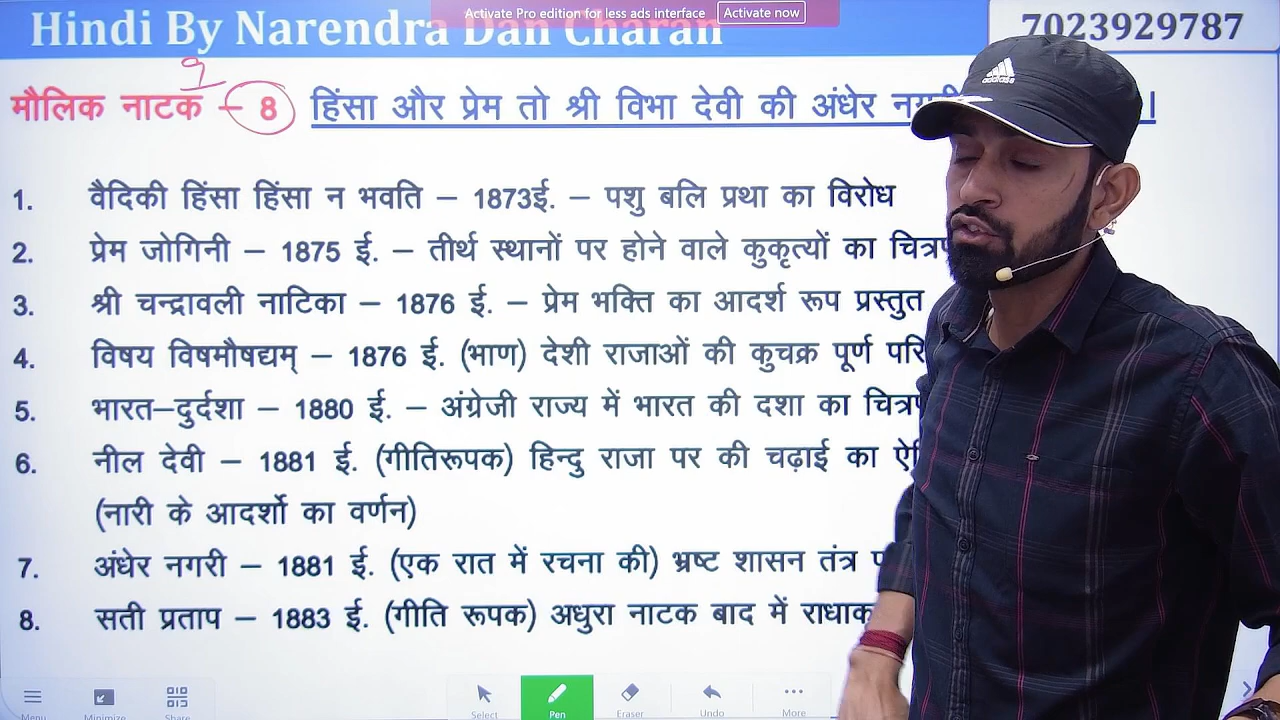 Activate Pro edition for less ads interface Activate now
Hindi By Narendra Dan Charan
7023929787
9
मौलिक नाटक – 8 हिंसा और प्रेम तो श्री विभा देवी की अंधेर
adidas
1. वैदिकी हिंसा हिंसा न भवति – 1873ई. – पशु बलि प्रथा का विरोध
2. प्रेम जोगिनी – 1875 ई. – तीर्थ स्थानों पर होने वाले कुकृत्यों का
3. श्री चन्द्रावली नाटिका – 1876 ई. – प्रेम भक्ति का आदर्श रूप प्रस्तुत
4. विषय विषमौषद्यम् – 1876 ई. (भाण) देशी राजाओं की कुचक्र पूर्ण
5. भारत–दुर्दशा – 1880 ई. – अंग्रेजी राज्य में भारत की दशा का
6. नील देवी – 1881 ई. (गीतिरूपक) हिन्दु राजा पर की चढ़ाई का
(नारी के आदर्शो का वर्णन)
7. अंधेर नगरी – 1881 ई. (एक रात में रचना की) भ्रष्ट शासन तंत्र
8. सती प्रताप – 1883 ई. (गीति रूपक) अधुरा नाटक बाद में
Menu Minimize Share Select Pen Eraser Undo More